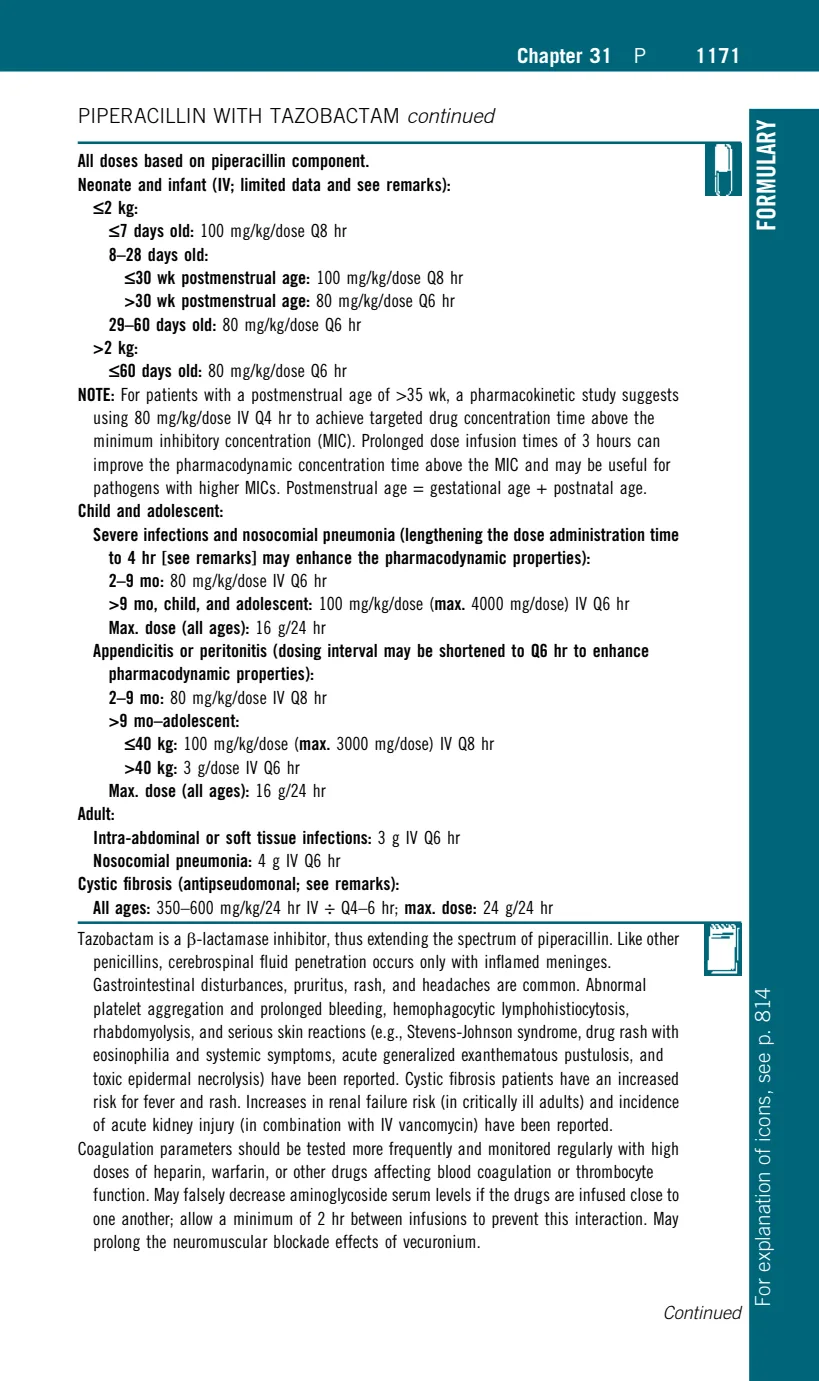 Chapter 31 P 1171
PIPERACILLIN WITH TAZOBACTAM continued
All doses based on piperacillin component.
Neonate and infant (IV; limited data and see remarks):
≤2 kg:
≤7 days old: 100 mg/kg/dose Q8 hr
8–28 days old:
≤30 wk postmenstrual age: 100 mg/kg/dose Q8 hr
>30 wk postmenstrual age: 80 mg/kg/dose Q6 hr
29–60 days old: 80 mg/kg/dose Q6 hr
>2 kg:
≤60 days old: 80 mg/kg/dose Q6 hr
NOTE: For patients with a postmenstrual age of >35 wk, a pharmacokinetic study suggests
using 80 mg/kg/dose IV Q4 hr to achieve targeted drug concentration time above the
minimum inhibitory concentration (MIC). Prolonged dose infusion times of 3 hours can
improve the pharmacodynamic concentration time above the MIC and may be useful for
pathogens with higher MICs. Postmenstrual age = gestational age + postnatal age.
Child and adolescent:
Severe infections and nosocomial pneumonia (lengthening the dose administration time
to 4 hr [see remarks] may enhance the pharmacodynamic properties):
2–9 mo: 80 mg/kg/dose IV Q6 hr
>9 mo, child, and adolescent: 100 mg/kg/dose (max. 4000 mg/dose) IV Q6 hr
Max. dose (all ages): 16 g/24 hr
Appendicitis or peritonitis (dosing interval may be shortened to Q6 hr to enhance
pharmacodynamic properties):
2–9 mo: 80 mg/kg/dose IV Q8 hr
>9 mo–adolescent:
≤40 kg: 100 mg/kg/dose (max. 3000 mg/dose) IV Q8 hr
>40 kg: 3 g/dose IV Q6 hr
Max. dose (all ages): 16 g/24 hr
Adult:
Intra-abdominal or soft tissue infections: 3 g IV Q6 hr
Nosocomial pneumonia: 4 g IV Q6 hr
Cystic fibrosis (antipseudomonal; see remarks):
All ages: 350–600 mg/kg/24 hr IV ÷ Q4–6 hr; max. dose: 24 g/24 hr
Tazobactam is a β-lactamase inhibitor, thus extending the spectrum of piperacillin. Like other
penicillins, cerebrospinal fluid penetration occurs only with inflamed meninges.
Gastrointestinal disturbances, pruritus, rash, and headaches are common. Abnormal
platelet aggregation and prolonged bleeding, hemophagocytic lymphohistiocytosis,
rhabdomyolysis, and serious skin reactions (e.g., Stevens-Johnson syndrome, drug rash with
eosinophilia and systemic symptoms, acute generalized exanthematous pustulosis, and
toxic epidermal necrolysis) have been reported. Cystic fibrosis patients have an increased
risk for fever and rash. Increases in renal failure risk (in critically ill adults) and incidence
of acute kidney injury (in combination with IV vancomycin) have been reported.
Coagulation parameters should be tested more frequently and monitored regularly with high
doses of heparin, warfarin, or other drugs affecting blood coagulation or thrombocyte
function. May falsely decrease aminoglycoside serum levels if the drugs are infused close to
one another; allow a minimum of 2 hr between infusions to prevent this interaction. May
prolong the neuromuscular blockade effects of vecuronium.
Continued
FORMULARY
For explanation of icons, see p. 814